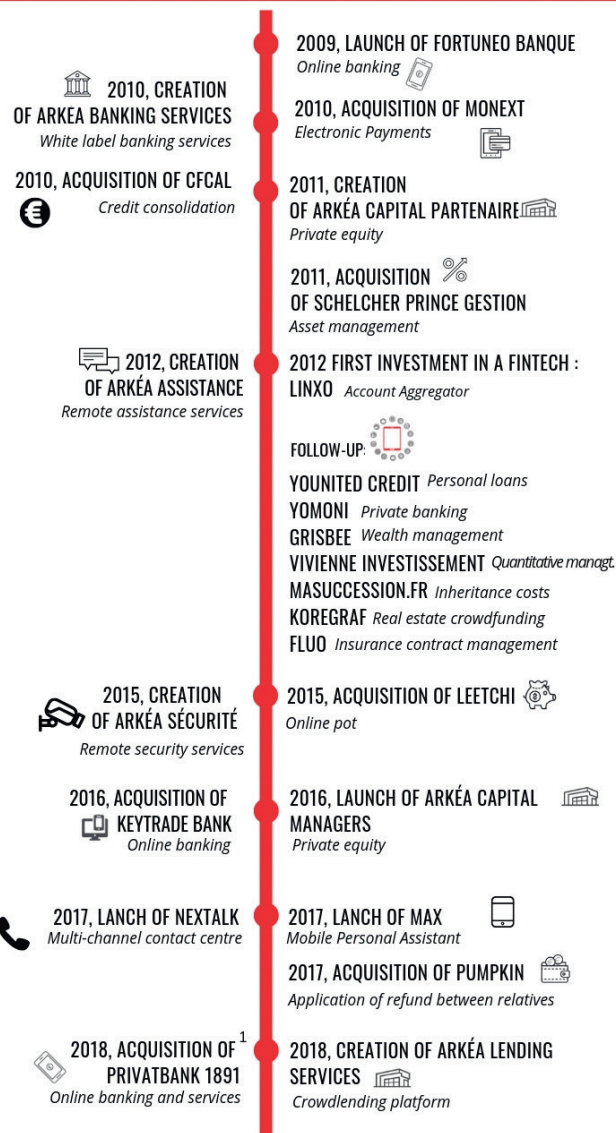 2009, LAUNCH OF FORTUNEO BANQUE
Online banking
2010, CREATION
OF ARKÉA BANKING SERVICES
White label banking services
2010, ACQUISITION OF MONEXT
Electronic Payments
2010, ACQUISITION OF CFCAL
Credit consolidation
2011, CREATION
OF ARKÉA CAPITAL PARTENAIRE
Private equity
2011, ACQUISITION
OF SCHELCHER PRINCE GESTION
Asset management
2012, CREATION
OF ARKÉA ASSISTANCE
Remote assistance services
2012 FIRST INVESTMENT IN A FINTECH :
LINXO Account Aggregator
FOLLOW-UP:
YOUNITED CREDIT Personal loans
YOMONI Private banking
GRISBEE Wealth management
VIVIENNE INVESTISSEMENT Quantitative managt.
MASUCCESSION.FR Inheritance costs
KOREGRAF Real estate crowdfunding
FLUO Insurance contract management
2015, CREATION
OF ARKÉA SÉCURITÉ
Remote security services
2015, ACQUISITION OF LEETCHI
Online pot
2016, ACQUISITION OF
KEYTRADE BANK
Online banking
2016, LAUNCH OF ARKÉA CAPITAL
MANAGERS
Private equity
2017, LANCH OF NEXTALK
Multi-channel contact centre
2017, LANCH OF MAX
Mobile Personal Assistant
2017, ACQUISITION OF PUMPKIN
Application of refund between relatives
2018, ACQUISITION OF 1
PRIVATBANK 1891
Online banking and services
2018, CREATION OF ARKÉA LENDING
SERVICES
Crowdlending platform